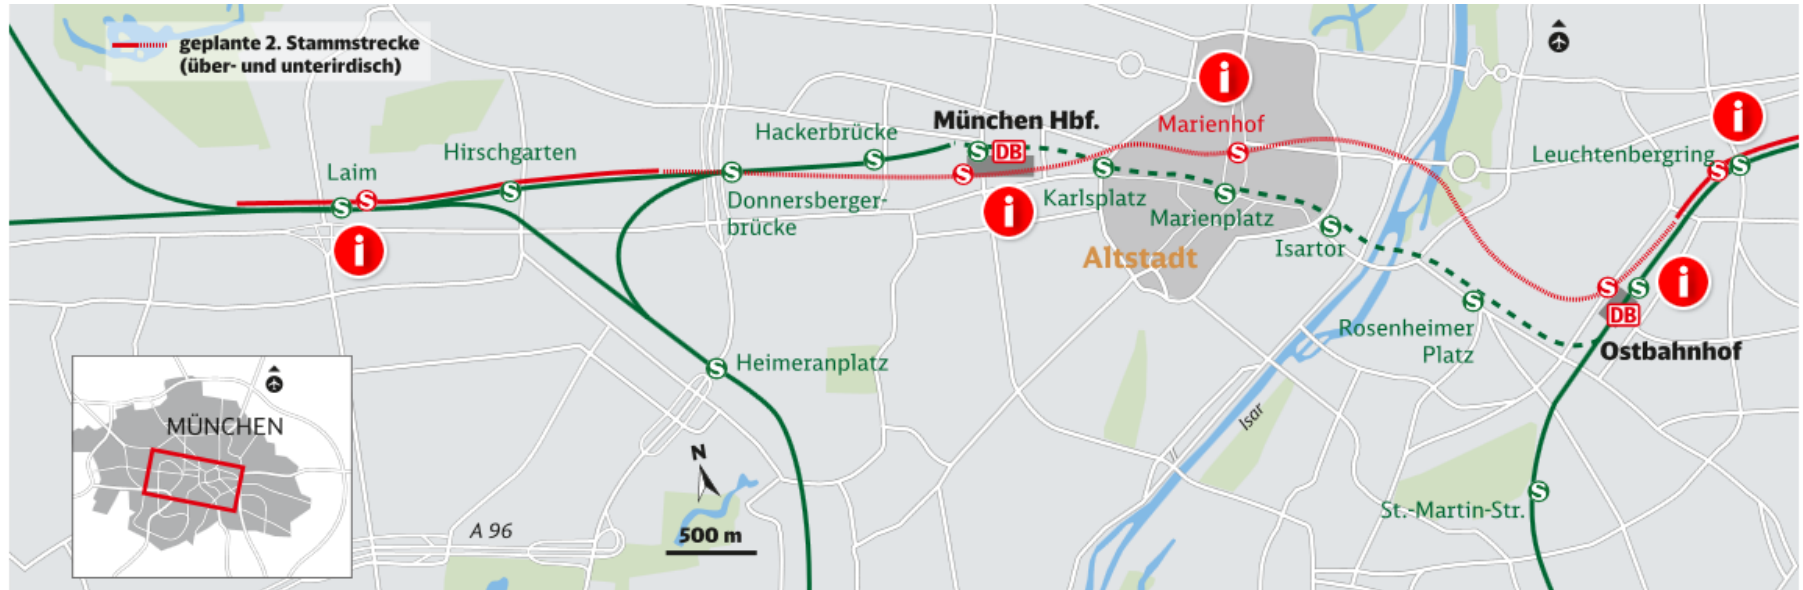 geplante 2. Stammstrecke
(über- und unterirdisch)
i
Marienhof
München Hbf.
S DB
Hackerbrücke
S
Hirschgarten
S
Laim
S S
i
S
Donnersberger-
brücke
S
i
Karlsplatz
S
S
Marienplatz
S
Isartor
S
Altstadt
i
Leuchtenbergring
S S
S S
i
DB
Ostbahnhof
Rosenheimer
Platz
S
Heimeranplatz
S
MÜNCHEN
N
500 m
A 96
Isar
St.-Martin-Str.
S